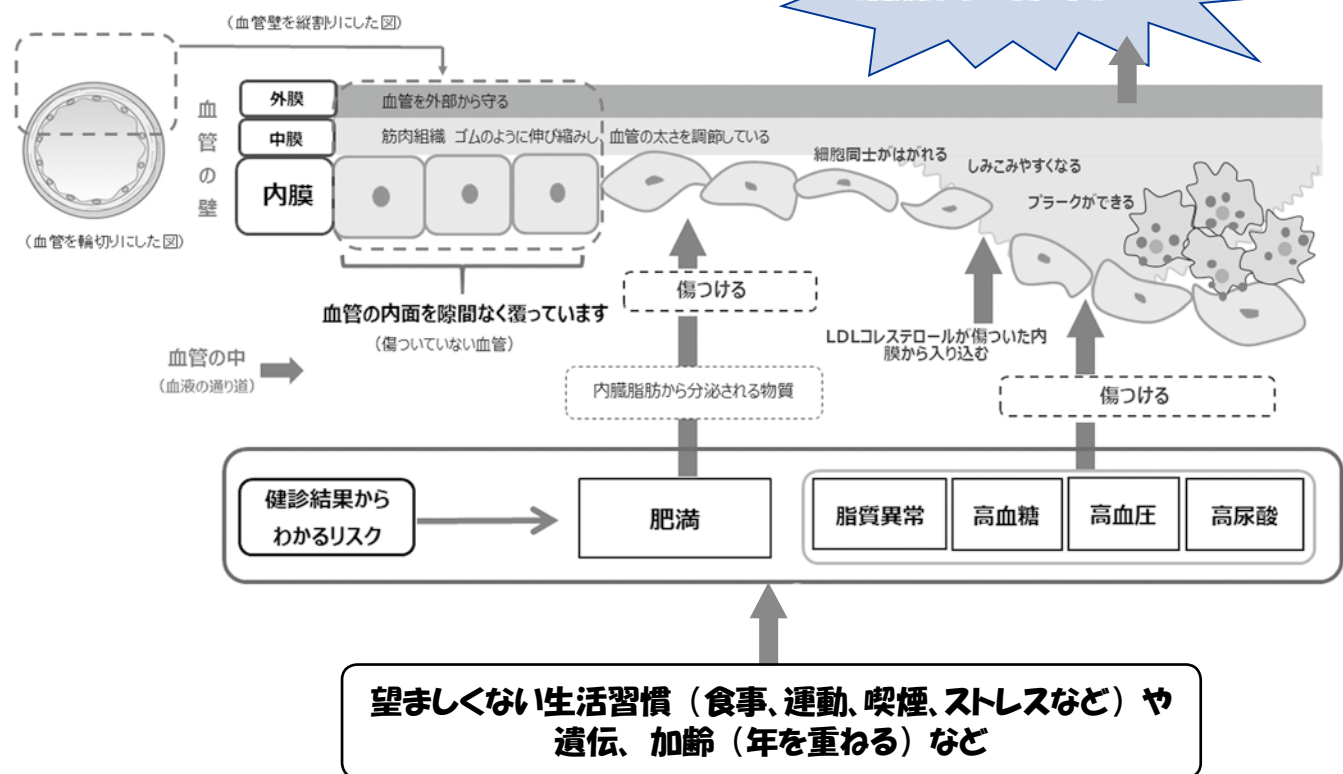 （血管壁を縦割りにした図）
血管の壁
外膜
血管を外部から守る
中膜
筋肉組織 ゴムのように伸び縮みし、血管の太さを調節している
内膜
細胞同士がはがれる
しみこみやすくなる
プラークができる
（血管を輪切りにした図）
傷つける
血管の内面を隙間なく覆っています
（傷ついていない血管）
LDLコレステロールが傷ついた内
膜から入り込む
血管の中
（血液の通り道）
内臓脂肪から分泌される物質
傷つける
健診結果から
わかるリスク
肥満
脂質異常
高血糖
高血圧
高尿酸
望ましくない生活習慣（食事、運動、喫煙、ストレスなど）や
遺伝、加齢（年を重ねる）など